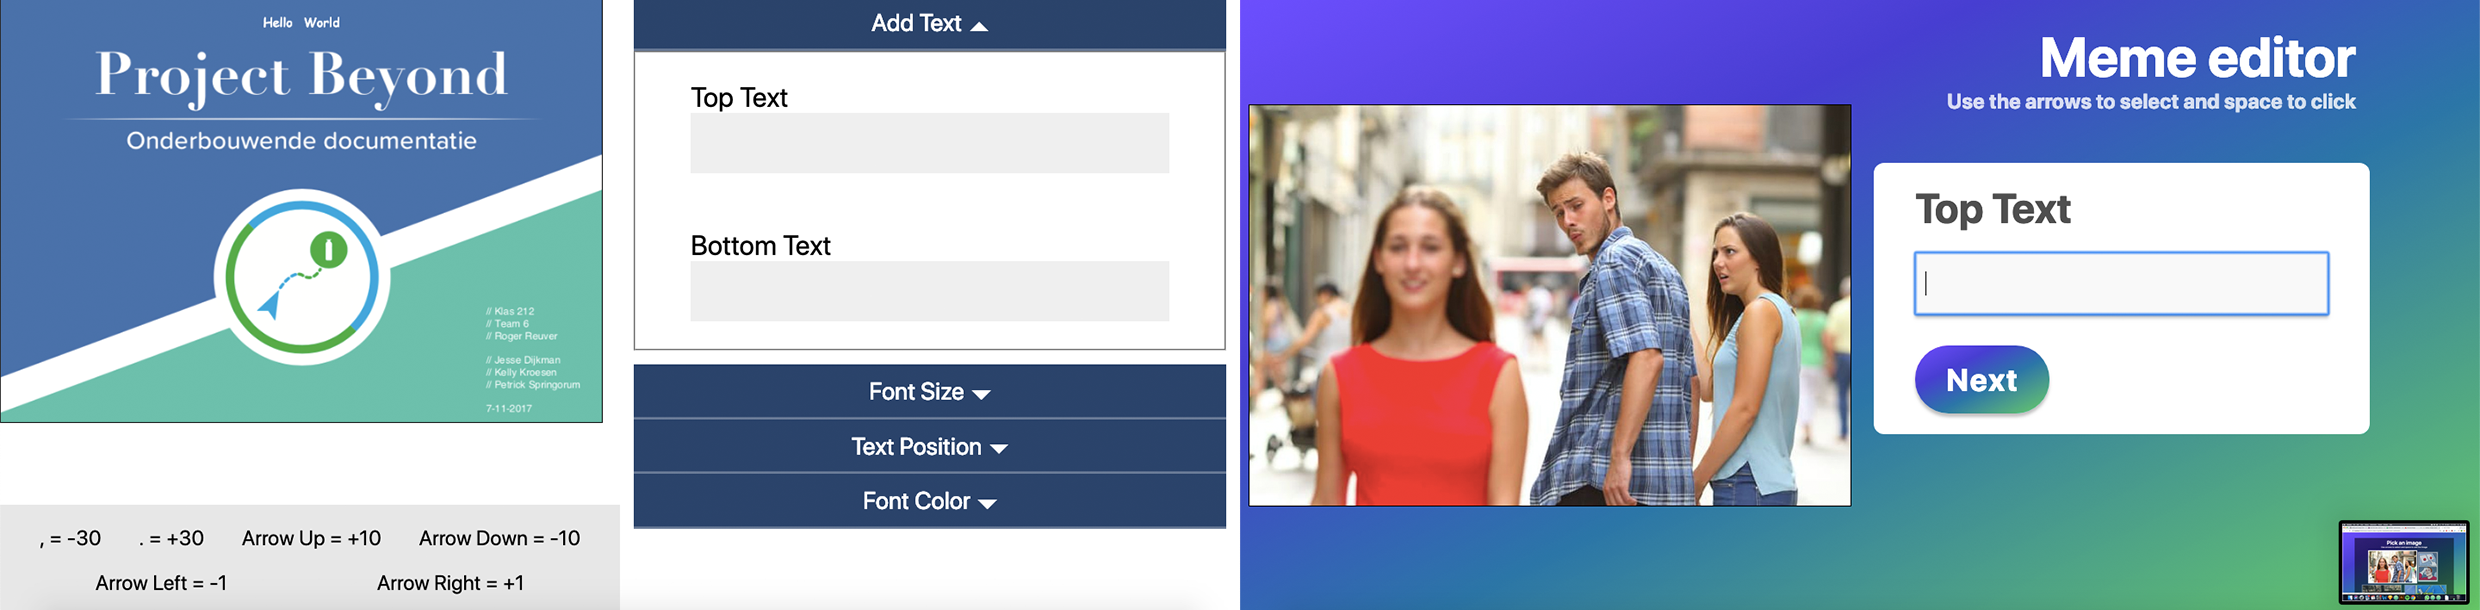 Hello World
Project Beyond
Onderbouwende documentatie
// Klas 212
// Team 6
// Roger Reuver
// Jesse Dijkman
// Kelly Kroesen
// Petrick Springorum
7-11-2017
, = -30 . = +30 Arrow Up = +10 Arrow Down = -10
Arrow Left = -1 Arrow Right = +1
Add Text
Top Text
Bottom Text
Font Size
Text Position
Font Color
Meme editor
Use the arrows to select and space to click
Top Text
Next
Pick an image